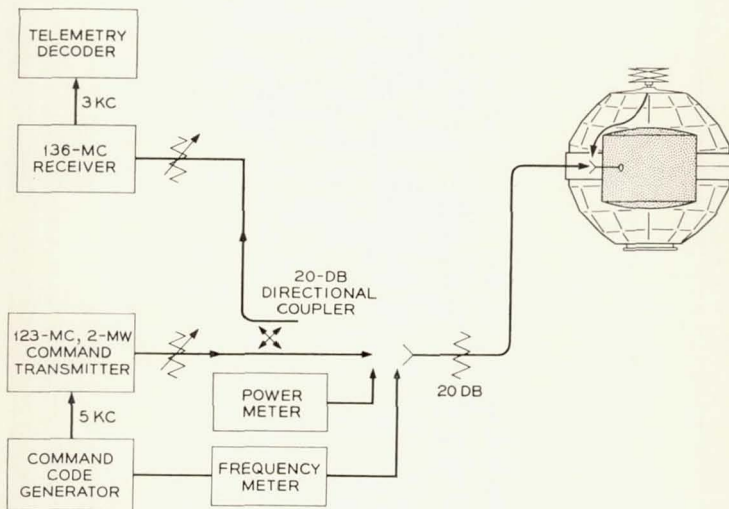 TELEMETRY
DECODER
3 KC
136-MC
RECEIVER
20-DB
DIRECTIONAL
COUPLER
123-MC, 2-MW
COMMAND
TRANSMITTER
20 DB
POWER
METER
5 KC
COMMAND
CODE
GENERATOR
FREQUENCY
METER